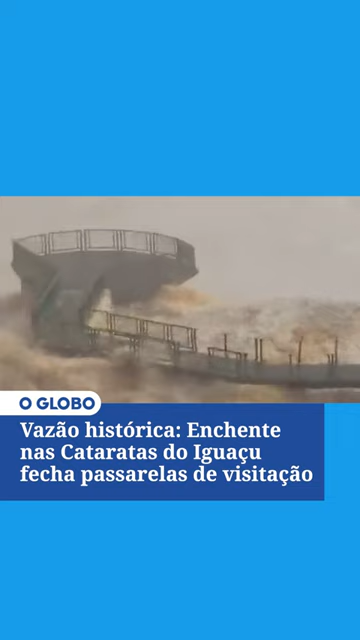 O GLOBO
Vazão histórica: Enchente
nas Cataratas do Iguaçu
fecha passarelas de visitação